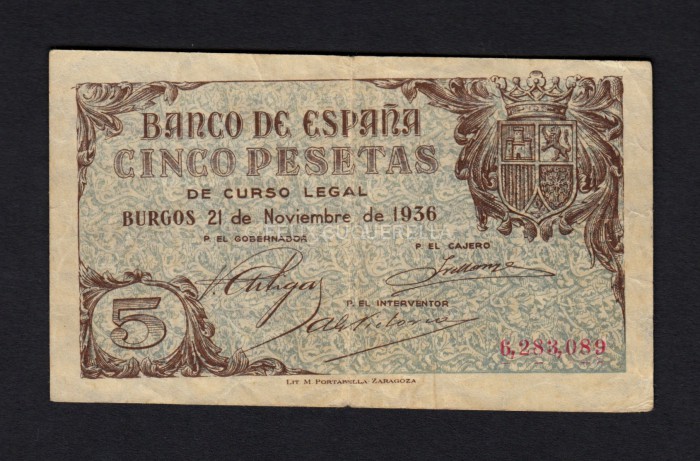 BANCO DE ESPAÑA
CINCO PESETAS
DE CURSO LEGAL
BURGOS 21 de Noviembre de 1936
P. EL GOBERNADOR
P. EL CAJERO
P. EL INTERVENTOR
5
6,283,089
LIT M PORTABELLA ZARAGOZA